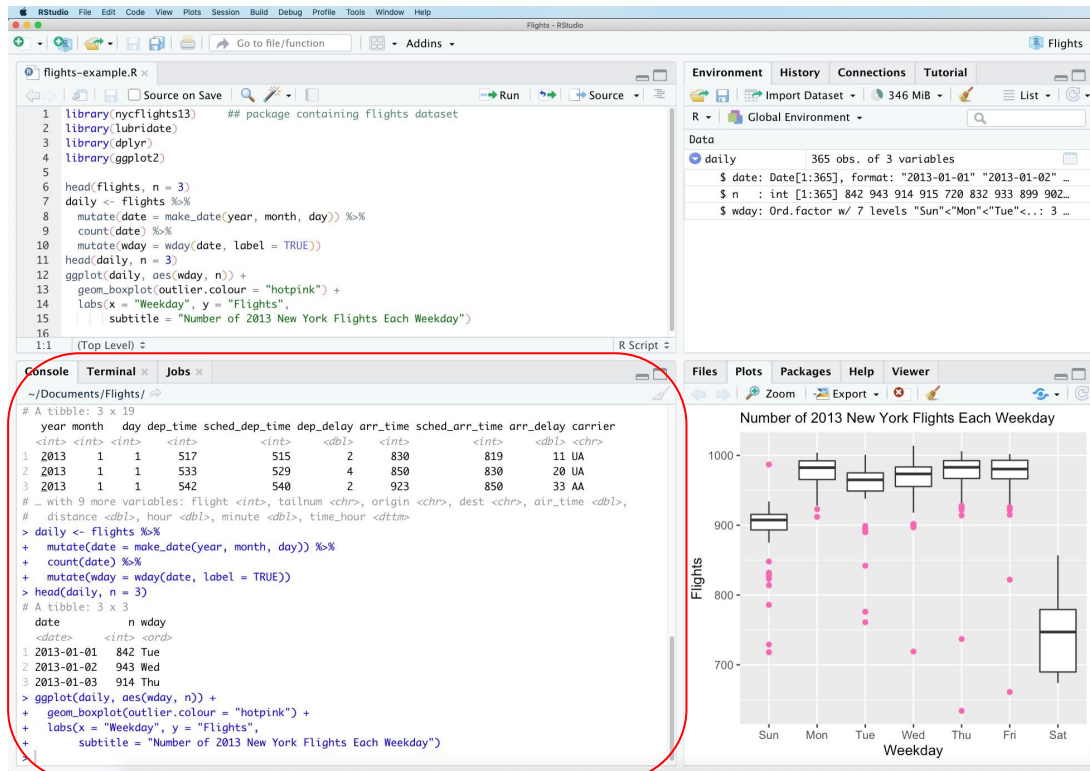 RStudio File Edit Code View Plots Session Build Debug Profile Tools Window Help
Flights - RStudio
Go to file/function
Addins
Flights
flights-example.R
Source on Save
Run
Source
1 library(nycflights13) ## package containing flights dataset
2 library(lubridate)
3 library(dplyr)
4 library(ggplot2)
5
6 head(flights, n = 3)
7 daily <- flights %>%
8 mutate(date = make_date(year, month, day)) %>%
9 count(date) %>%
10 mutate(wday = wday(date, label = TRUE))
11 head(daily, n = 3)
12 ggplot(daily, aes(wday, n)) +
13 geom_boxplot(outlier.colour = "hotpink") +
14 labs(x = "Weekday", y = "Flights",
15 subtitle = "Number of 2013 New York Flights Each Weekday")
16
1:1 (Top Level) R Script
Console Terminal Jobs
~/Documents/Flights/
# A tibble: 3 x 19
year month day dep_time sched_dep_time dep_delay arr_time sched_arr_time arr_delay carrier
<int> <int> <int> <int> <int> <dbl> <int> <int> <dbl> <chr>
1 2013 1 1 517 515 2 830 819 11 UA
2 2013 1 1 533 529 4 850 830 20 UA
3 2013 1 1 542 540 2 923 850 33 AA
# … with 9 more variables: flight <int>, tailnum <chr>, origin <chr>, dest <chr>, air_time <dbl>,
# distance <dbl>, hour <dbl>, minute <dbl>, time_hour <dttm>
> daily <- flights %>%
+ mutate(date = make_date(year, month, day)) %>%
+ count(date) %>%
+ mutate(wday = wday(date, label = TRUE))
> head(daily, n = 3)
# A tibble: 3 x 3
date n wday
<date> <int> <ord>
1 2013-01-01 842 Tue
2 2013-01-02 943 Wed
3 2013-01-03 914 Thu
> ggplot(daily, aes(wday, n)) +
+ geom_boxplot(outlier.colour = "hotpink") +
+ labs(x = "Weekday", y = "Flights",
+ subtitle = "Number of 2013 New York Flights Each Weekday")
>
Environment History Connections Tutorial
Import Dataset 346 MiB List
R Global Environment
Data
daily 365 obs. of 3 variables
$ date: Date[1:365], format: "2013-01-01" "2013-01-02" …
$ n : int [1:365] 842 943 914 915 720 832 933 899 902…
$ wday: Ord.factor w/ 7 levels "Sun"<"Mon"<"Tue"<..: 3 …
Files Plots Packages Help Viewer
Zoom Export
Number of 2013 New York Flights Each Weekday
1000
900
800
700
Flights
Sun Mon Tue Wed Thu Fri Sat
Weekday